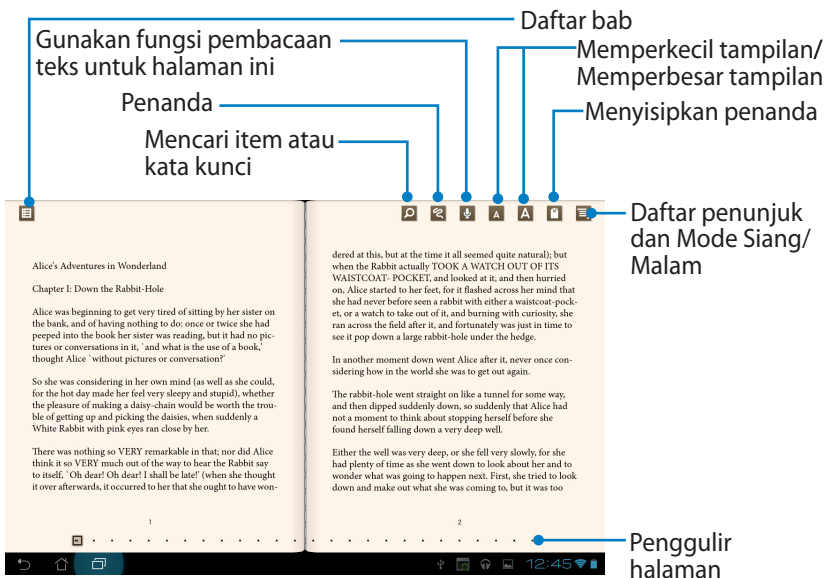 Daftar bab
Gunakan fungsi pembacaan
teks untuk halaman ini
Memperkecil tampilan/
Memperbesar tampilan
Penanda
Menyisipkan penanda
Mencari item atau
kata kunci
A
A
Daftar penunjuk
dan Mode Siang/
Malam
Alice's Adventures in Wonderland
Chapter I: Down the Rabbit-Hole
Alice was beginning to get very tired of sitting by her sister on
the bank, and of having nothing to do: once or twice she had
peeped into the book her sister was reading, but it had no pic-
tures or conversations in it, `and what is the use of a book,'
thought Alice `without pictures or conversation?'
So she was considering in her own mind (as well as she could,
for the hot day made her feel very sleepy and stupid), whether
the pleasure of making a daisy-chain would be worth the trou-
ble of getting up and picking the daisies, when suddenly a
White Rabbit with pink eyes ran close by her.
There was nothing so VERY remarkable in that; nor did Alice
think it so VERY much out of the way to hear the Rabbit say
to itself, `Oh dear! Oh dear! I shall be late!' (when she thought
it over afterwards, it occurred to her that she ought to have won-
1
dered at this, but at the time it all seemed quite natural); but
when the Rabbit actually TOOK A WATCH OUT OF ITS
WAISTCOAT- POCKET, and looked at it, and then hurried
on, Alice started to her feet, for it flashed across her mind that
she had never before seen a rabbit with either a waistcoat-pock-
et, or a watch to take out of it, and burning with curiosity, she
ran across the field after it, and fortunately was just in time to
see it pop down a large rabbit-hole under the hedge.
In another moment down went Alice after it, never once con-
sidering how in the world she was to get out again.
The rabbit-hole went straight on like a tunnel for some way,
and then dipped suddenly down, so suddenly that Alice had
not a moment to think about stopping herself before she
found herself falling down a very deep well.
Either the well was very deep, or she fell very slowly, for she
had plenty of time as she went down to look about her and to
wonder what was going to happen next. First, she tried to look
down and make out what she was coming to, but it was too
2
Penggulir
halaman
12:45